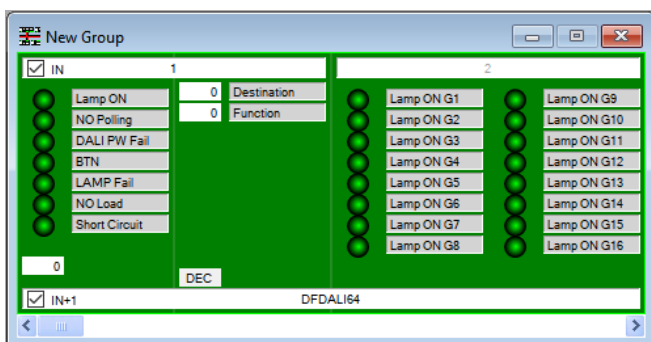 New Group
IN 1 2
Lamp ON 0 Destination Lamp ON G1 Lamp ON G9
NO Polling 0 Function Lamp ON G2 Lamp ON G10
DALI PW Fail Lamp ON G3 Lamp ON G11
BTN Lamp ON G4 Lamp ON G12
LAMP Fail Lamp ON G5 Lamp ON G13
NO Load Lamp ON G6 Lamp ON G14
Short Circuit Lamp ON G7 Lamp ON G15
Lamp ON G8 Lamp ON G16
0
DEC
IN+1 DFDALI64